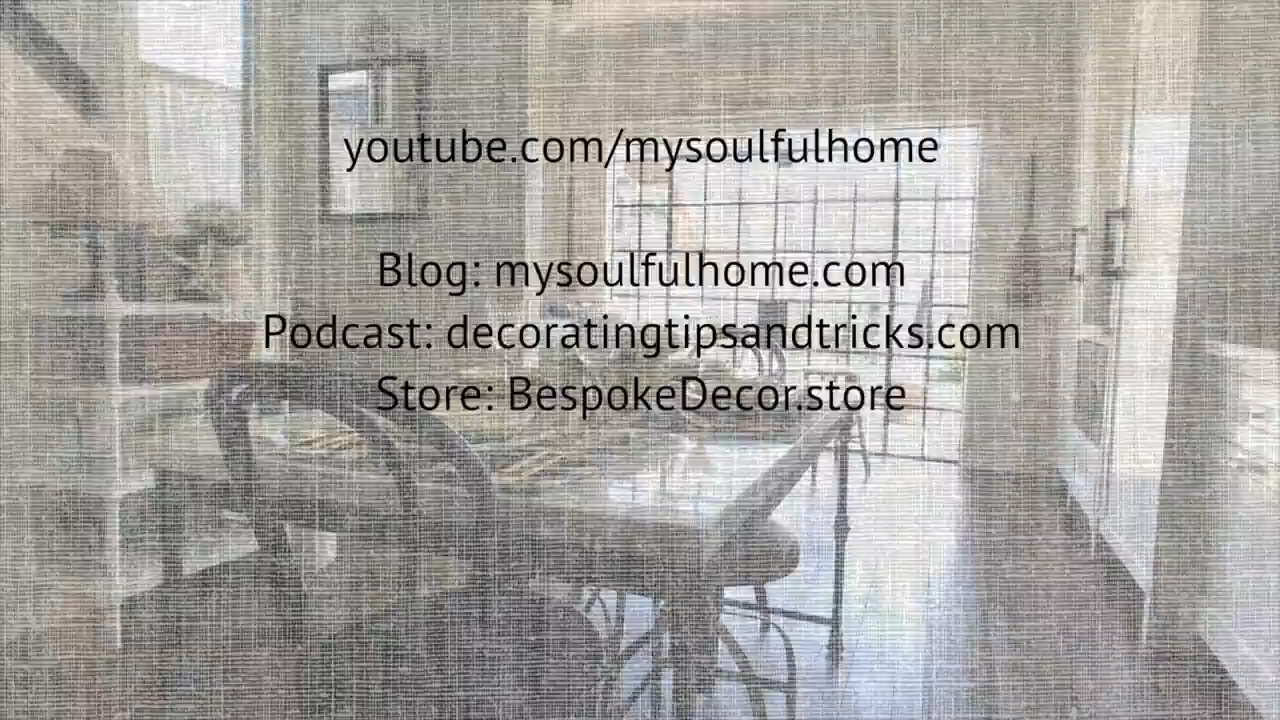 youtube.com/mysoulfulhome
Blog: mysoulfulhome.com
Podcast: decoratingtipsandtricks.com
Store: BespokeDecor.store